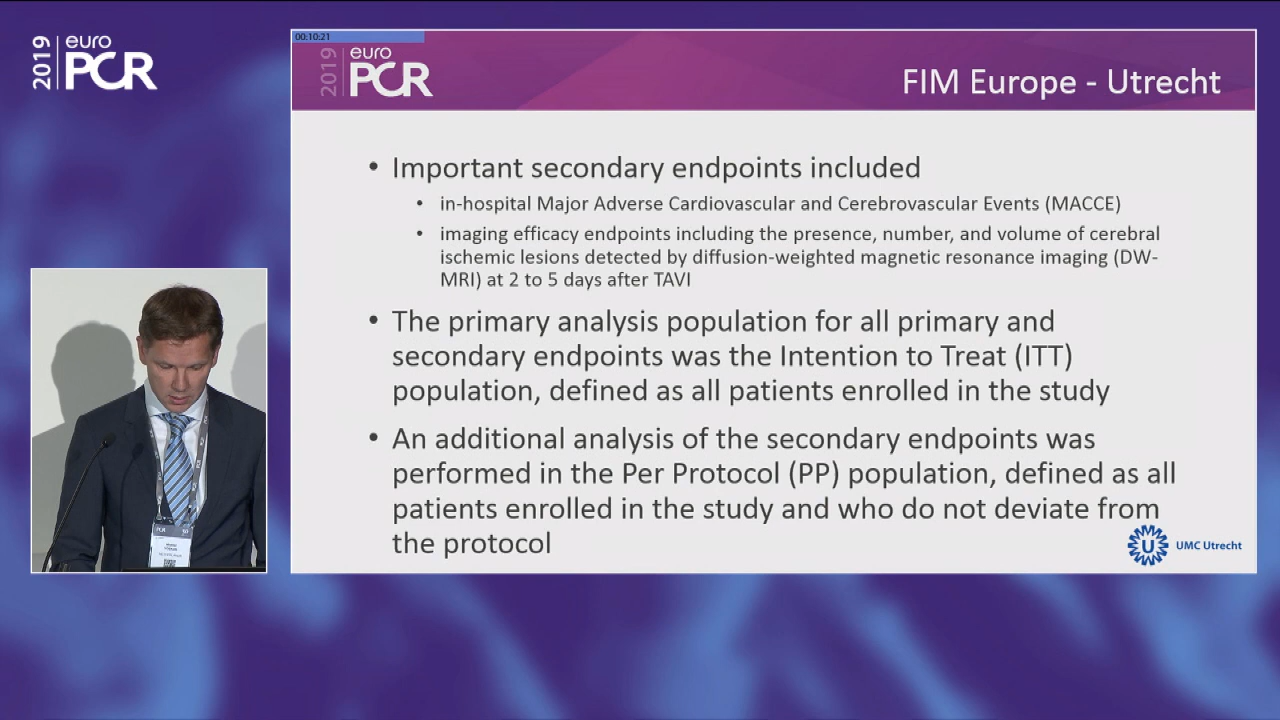 2019
euro
PCR
00:10:21
2019
euro
PCR
FIM Europe - Utrecht
• Important secondary endpoints included
• in-hospital Major Adverse Cardiovascular and Cerebrovascular Events (MACCE)
• imaging efficacy endpoints including the presence, number, and volume of cerebral
ischemic lesions detected by diffusion-weighted magnetic resonance imaging (DW-
MRI) at 2 to 5 days after TAVI
• The primary analysis population for all primary and
secondary endpoints was the Intention to Treat (ITT)
population, defined as all patients enrolled in the study
• An additional analysis of the secondary endpoints was
performed in the Per Protocol (PP) population, defined as all
patients enrolled in the study and who do not deviate from
the protocol
U
UMC Utrecht
PCR